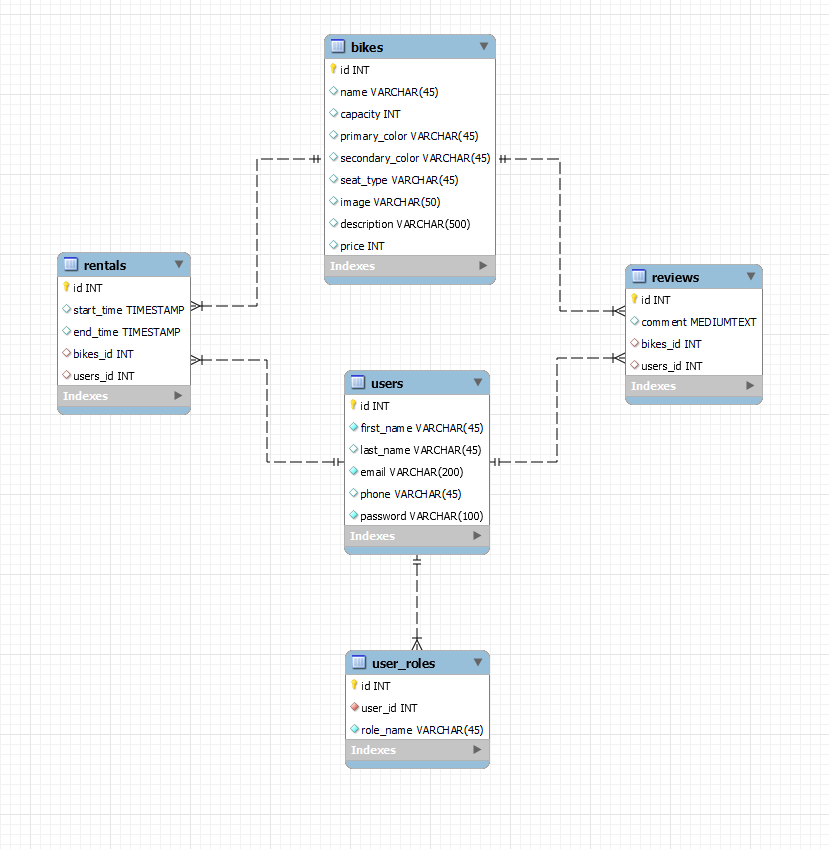 bikes
id INT
name VARCHAR(45)
capacity INT
primary_color VARCHAR(45)
secondary_color VARCHAR(45)
seat_type VARCHAR(45)
image VARCHAR(50)
description VARCHAR(500)
price INT
Indexes
rentals
id INT
start_time TIMESTAMP
end_time TIMESTAMP
bikes_id INT
users_id INT
Indexes
reviews
id INT
comment MEDIUMTEXT
bikes_id INT
users_id INT
Indexes
users
id INT
first_name VARCHAR(45)
last_name VARCHAR(45)
email VARCHAR(200)
phone VARCHAR(45)
password VARCHAR(100)
Indexes
user_roles
id INT
user_id INT
role_name VARCHAR(45)
Indexes